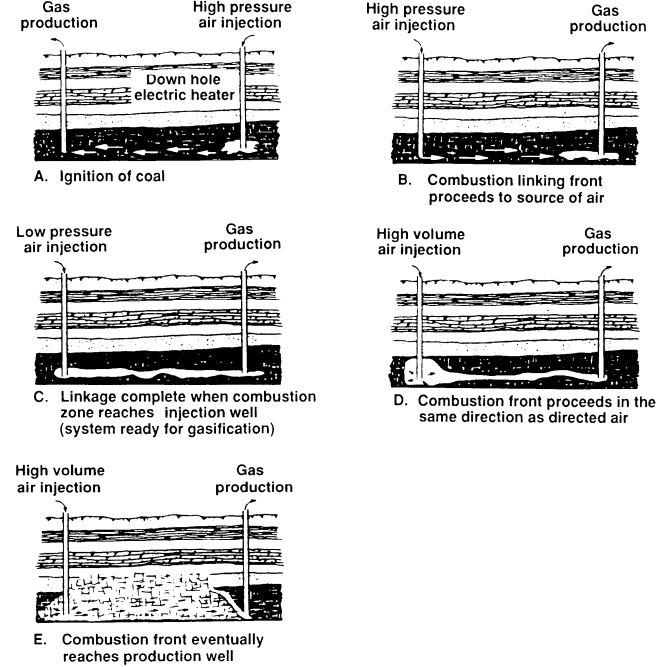 Gas
production
High pressure
air injection
Down hole
electric heater
A. Ignition of coal
High pressure
air injection
Gas
production
B. Combustion linking front
proceeds to source of air
Low pressure
air injection
Gas
production
C. Linkage complete when combustion
zone reaches injection well
(system ready for gasification)
High volume
air injection
Gas
production
D. Combustion front proceeds in the
same direction as directed air
High volume
air injection
Gas
production
E. Combustion front eventually
reaches production well